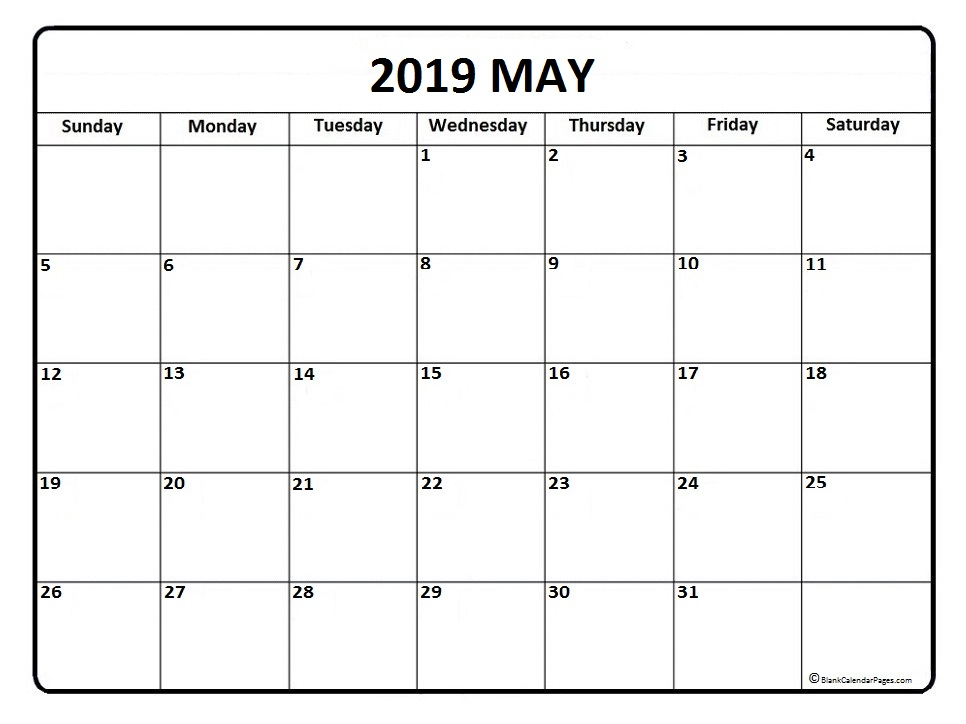 2019 MAY
Sunday Monday Tuesday Wednesday Thursday Friday Saturday
1 2 3 4
5 6 7 8 9 10 11
12 13 14 15 16 17 18
19 20 21 22 23 24 25
26 27 28 29 30 31
©BlankCalendarPages.com